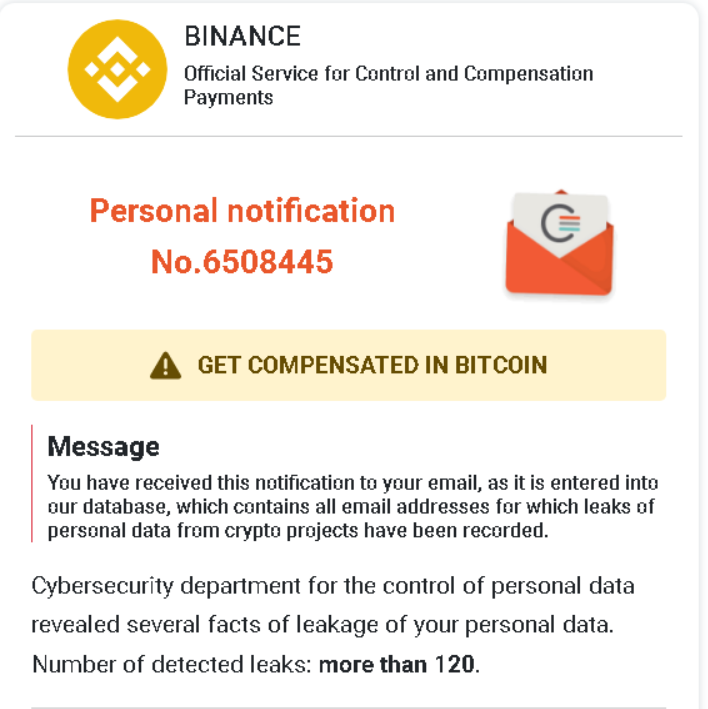 BINANCE
Official Service for Control and Compensation
Payments
Personal notification
No.6508445
GET COMPENSATED IN BITCOIN
Message
You have received this notification to your email, as it is entered into
our database, which contains all email addresses for which leaks of
personal data from crypto projects have been recorded.
Cybersecurity department for the control of personal data
revealed several facts of leakage of your personal data.
Number of detected leaks: more than 120.